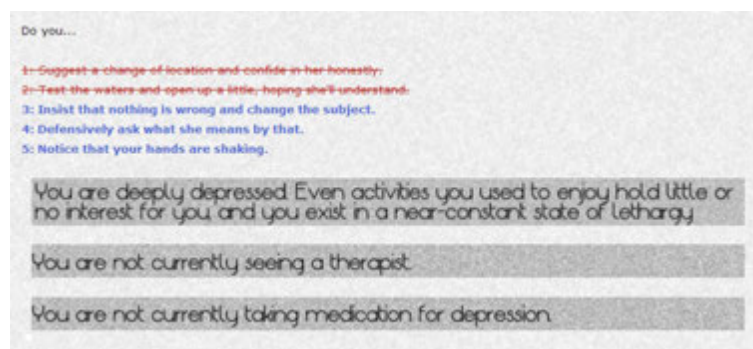 Do you...
1: Suggest a change of location and confide in her honestly.
2: Test the waters and open up a little, hoping she'll understand.
3: Insist that nothing is wrong and change the subject.
4: Defensively ask what she means by that.
5: Notice that your hands are shaking.
You are deeply depressed. Even activities you used to enjoy hold little or
no interest for you, and you exist in a near-constant state of lethargy.
You are not currently seeing a therapist.
You are not currently taking medication for depression.